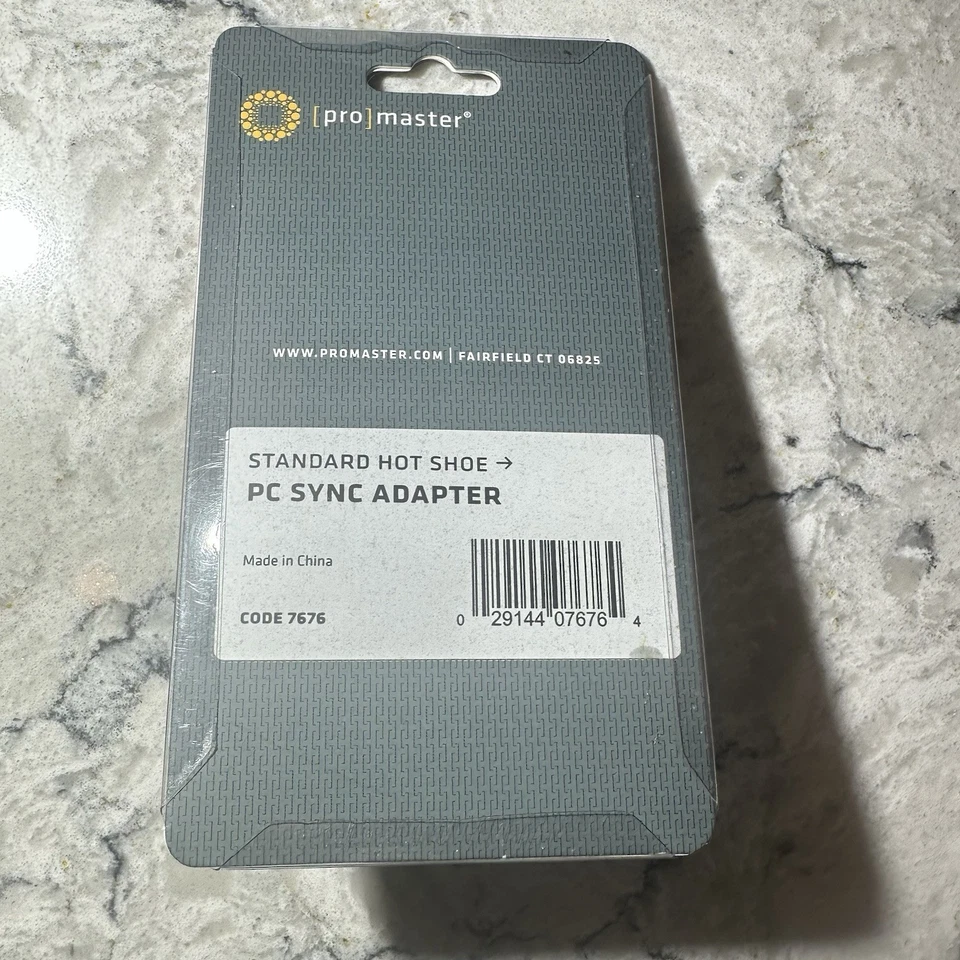 [pro]master®
WWW.PROMASTER.COM | FAIRFIELD CT 06825
STANDARD HOT SHOE →
PC SYNC ADAPTER
Made in China
CODE 7676
0 29144 07676 4